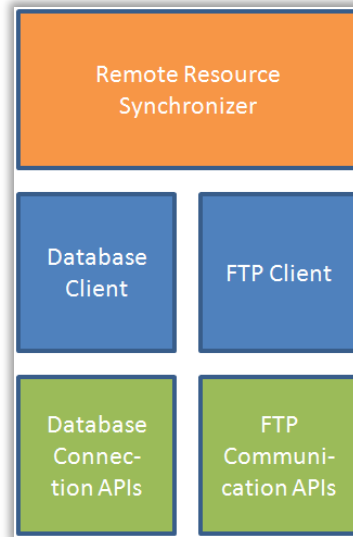 Remote Resource
Synchronizer
Database
Client
FTP Client
Database
Connec-
tion APIs
FTP
Communi-
cation APIs